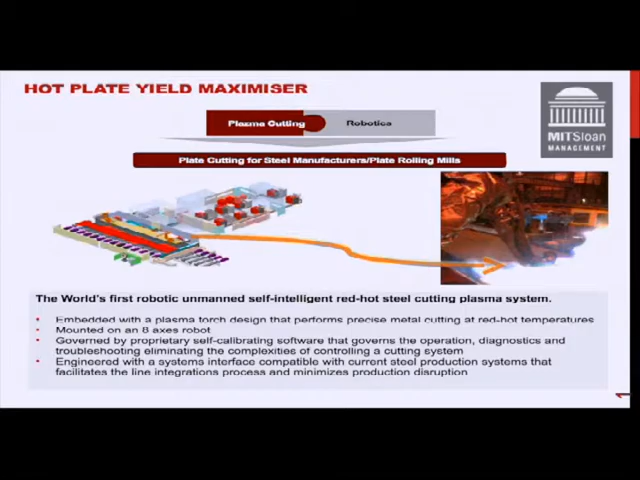 HOT PLATE YIELD MAXIMISER
MITSloan
MANAGEMENT
Plasma Cutting
Robotics
Plate Cutting for Steel Manufacturers/Plate Rolling Mills
The World's first robotic unmanned self-intelligent red-hot steel cutting plasma system.
• Embedded with a plasma torch design that performs precise metal cutting at red-hot temperatures
• Mounted on an 8 axes robot
• Governed by proprietary self-calibrating software that governs the operation, diagnostics and
troubleshooting eliminating the complexities of controlling a cutting system
• Engineered with a systems interface compatible with current steel production systems that
facilitates the line integrations process and minimizes production disruption